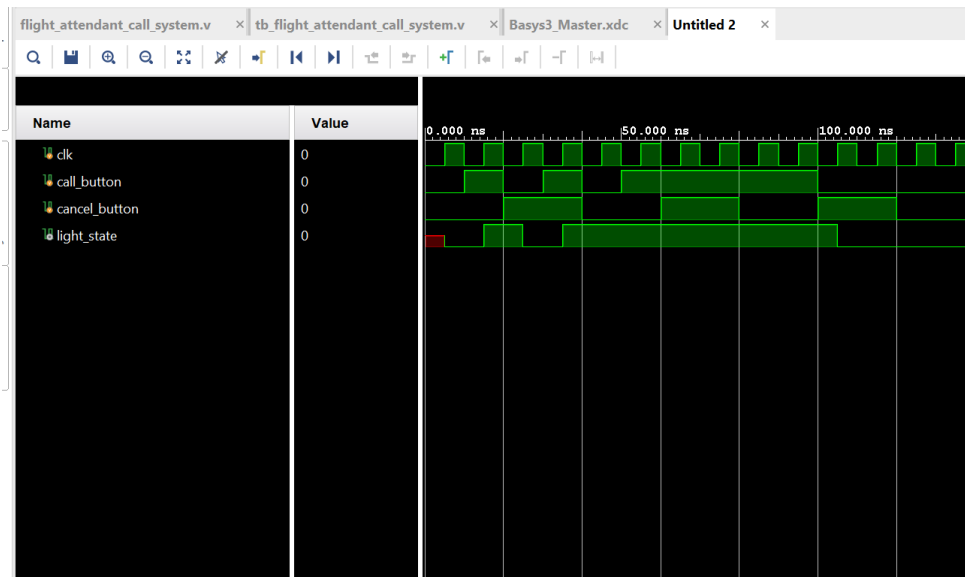 flight_attendant_call_system.v × tb_flight_attendant_call_system.v × Basys3_Master.xdc × Untitled 2 ×
Name Value
0.000 ns 50.000 ns 100.000 ns
clk 0
call_button 0
cancel_button 0
light_state 0